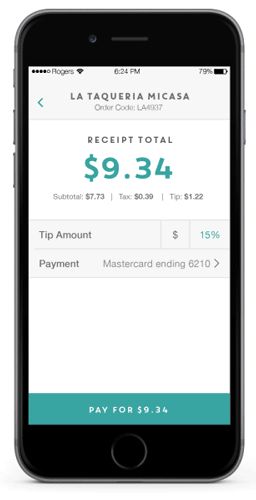 Rogers 6:24 PM 79%
LA TAQUERIA MICASA
Order Code: LA4937
RECEIPT TOTAL
$9.34
Subtotal: $7.73 | Tax: $0.39 | Tip: $1.22
Tip Amount $ 15%
Payment Mastercard ending 6210
PAY FOR $9.34